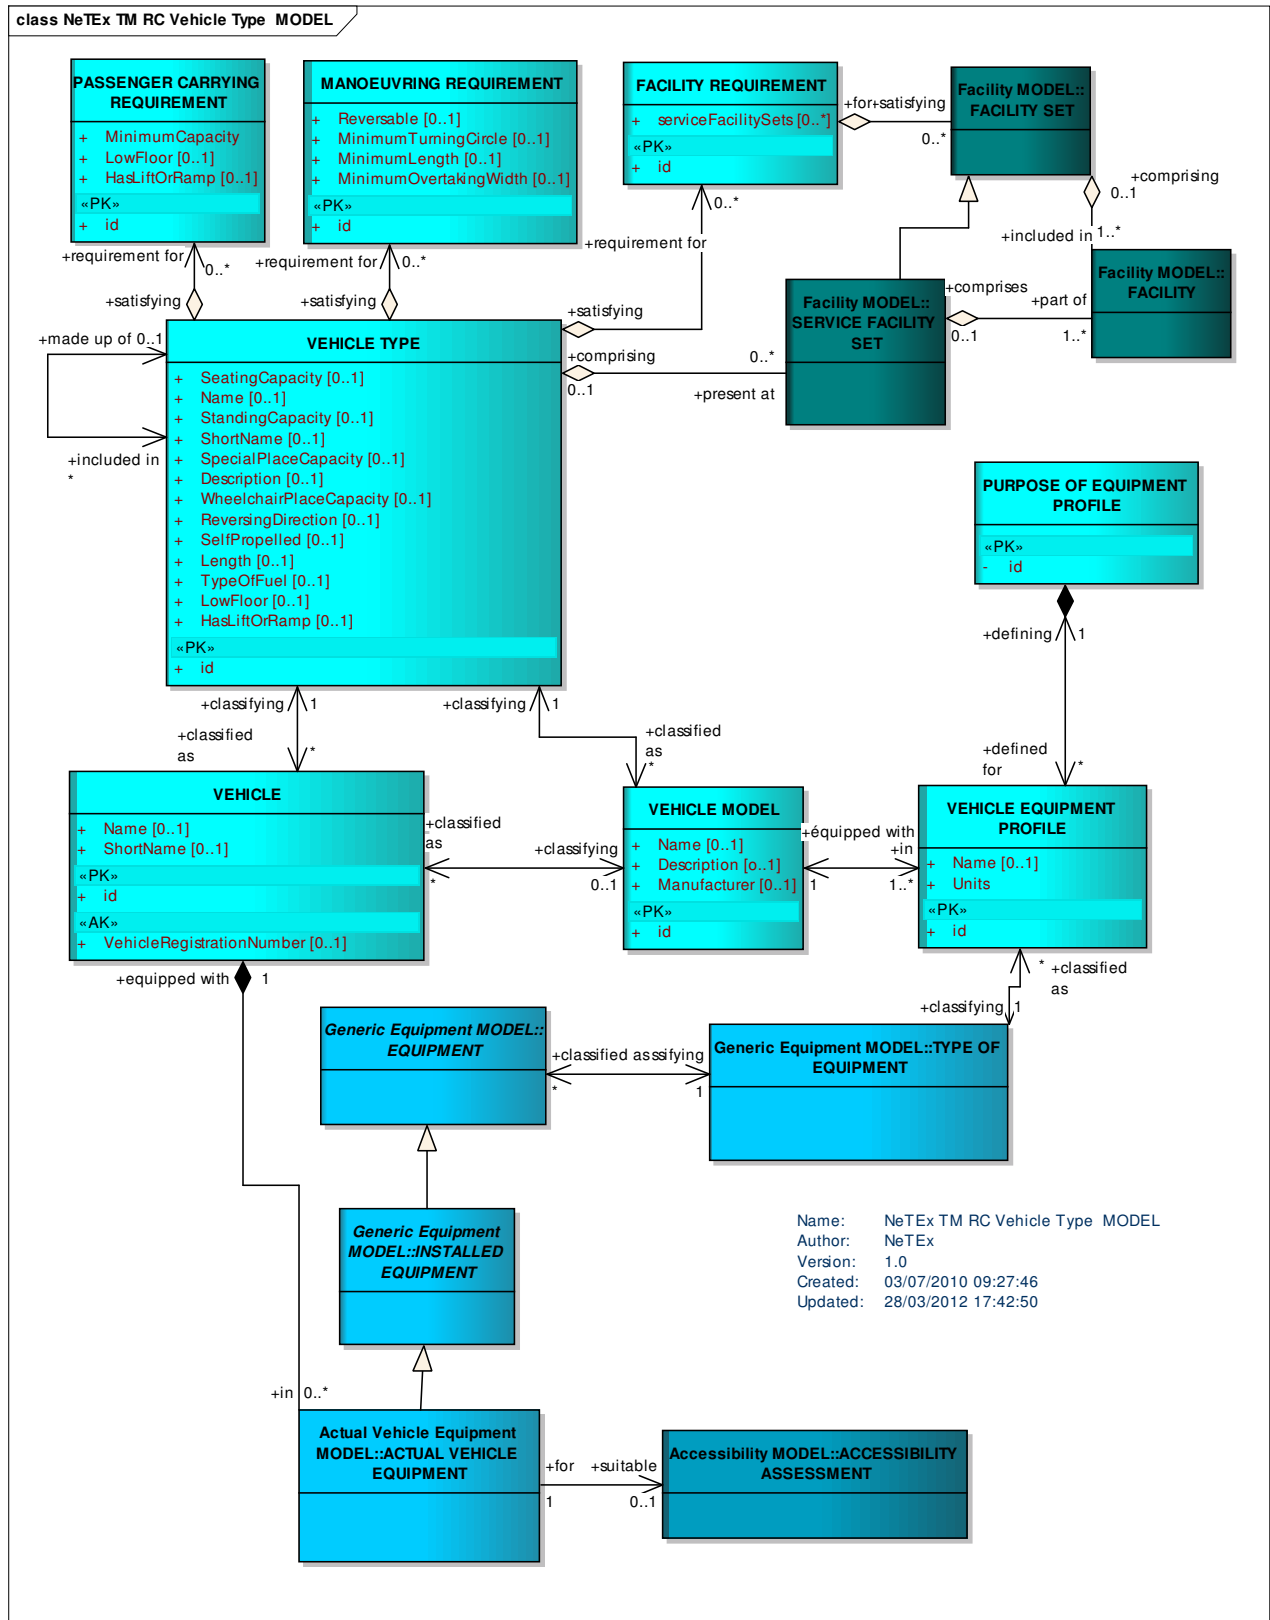 class NeTEx TM RC Vehicle Type  MODEL
PASSENGER CARRYING
REQUIREMENT
+ MinimumCapacity
+ LowFloor [0..1]
+ HasLiftOrRamp [0..1]
«PK»
+ id
MANOEUVRING REQUIREMENT
+ Reversable [0..1]
+ MinimumTurningCircle [0..1]
+ MinimumLength [0..1]
+ MinimumOvertakingWidth [0..1]
«PK»
+ id
FACILITY REQUIREMENT
+ serviceFacilitySets [0..*]
«PK»
+ id
+for+satisfying
0..*
Facility MODEL::
FACILITY SET
+comprising
0..1
+included in 1..*
Facility MODEL::
FACILITY
+requirement for
0..*
+satisfying
+requirement for
0..*
+satisfying
0..*
+requirement for
+satisfying
+comprising
0..1
0..*
+present at
Facility MODEL::
SERVICE FACILITY
SET
+comprises
0..1
+part of
1..*
+made up of 0..1
+included in
*
VEHICLE TYPE
+ SeatingCapacity [0..1]
+ Name [0..1]
+ StandingCapacity [0..1]
+ ShortName [0..1]
+ SpecialPlaceCapacity [0..1]
+ Description [0..1]
+ WheelchairPlaceCapacity [0..1]
+ ReversingDirection [0..1]
+ SelfPropelled [0..1]
+ Length [0..1]
+ TypeOfFuel [0..1]
+ LowFloor [0..1]
+ HasLiftOrRamp [0..1]
«PK»
+ id
PURPOSE OF EQUIPMENT
PROFILE
«PK»
- id
+defining 1
+defined
for
*
+classifying 1
+classified
as
*
+classifying 1
+classified
as
*
VEHICLE
+ Name [0..1]
+ ShortName [0..1]
«PK»
+ id
«AK»
+ VehicleRegistrationNumber [0..1]
+classified
as
*
+classifying
0..1
VEHICLE MODEL
+ Name [0..1]
+ Description [o..1]
+ Manufacturer [0..1]
«PK»
+ id
+équipped with
+in
1
1..*
VEHICLE EQUIPMENT
PROFILE
+ Name [0..1]
+ Units
«PK»
+ id
* +classified
as
+classifying 1
+equipped with 1
Generic Equipment MODEL::
EQUIPMENT
+classified asssifying
*
1
Generic Equipment MODEL::TYPE OF
EQUIPMENT
Generic Equipment
MODEL::INSTALLED
EQUIPMENT
Name: NeTEx TM RC Vehicle Type  MODEL
Author: NeTEx
Version: 1.0
Created: 03/07/2010 09:27:46
Updated: 28/03/2012 17:42:50
+in 0..*
Actual Vehicle Equipment
MODEL::ACTUAL VEHICLE
EQUIPMENT
+for
1
+suitable
0..1
Accessibility MODEL::ACCESSIBILITY
ASSESSMENT